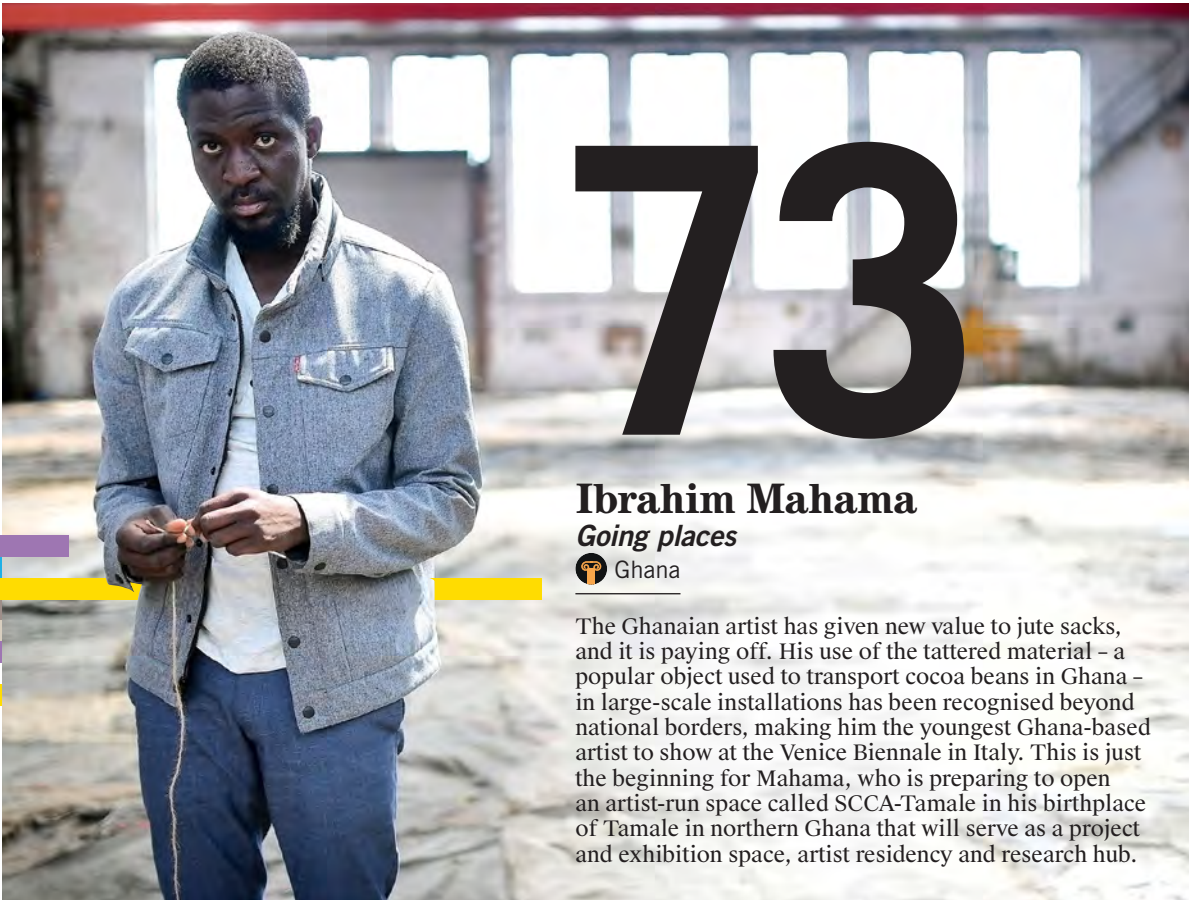 73
Ibrahim Mahama
Going places
Ghana
The Ghanaian artist has given new value to jute sacks,
and it is paying off. His use of the tattered material – a
popular object used to transport cocoa beans in Ghana –
in large-scale installations has been recognised beyond
national borders, making him the youngest Ghana-based
artist to show at the Venice Biennale in Italy. This is just
the beginning for Mahama, who is preparing to open
an artist-run space called SCCA-Tamale in his birthplace
of Tamale in northern Ghana that will serve as a project
and exhibition space, artist residency and research hub.